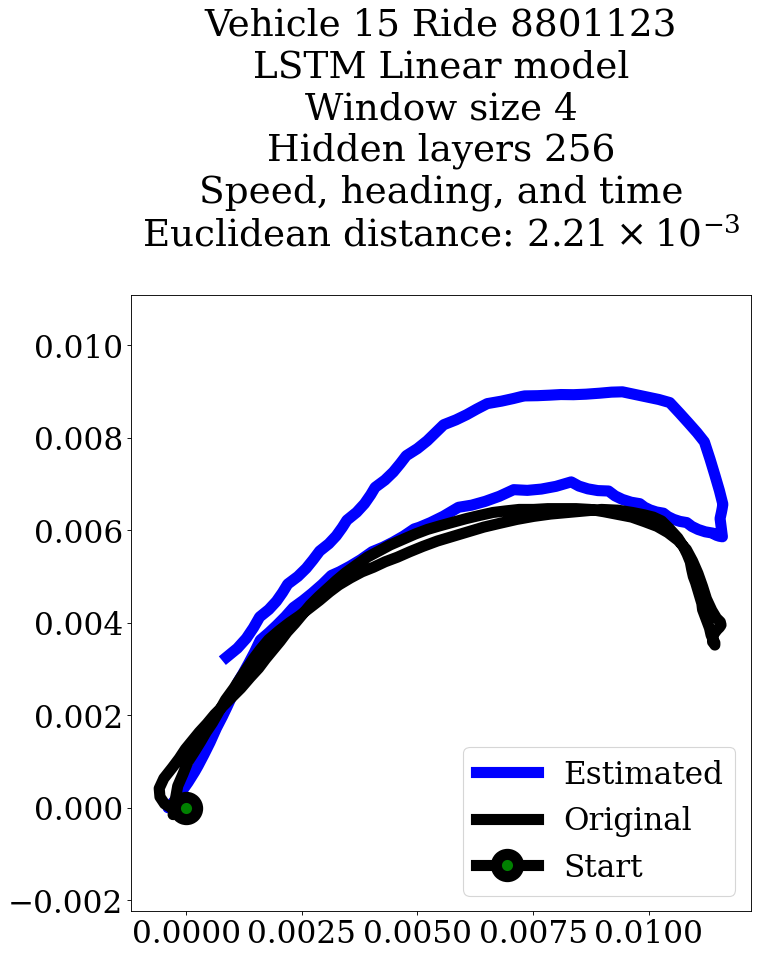 Vehicle 15 Ride 8801123
LSTM Linear model
Window size 4
Hidden layers 256
Speed, heading, and time
Euclidean distance: 2.21 × 10⁻³
0.010
0.008
0.006
0.004
0.002
0.000
−0.002
Estimated
Original
Start
0.0000 0.0025 0.0050 0.0075 0.0100